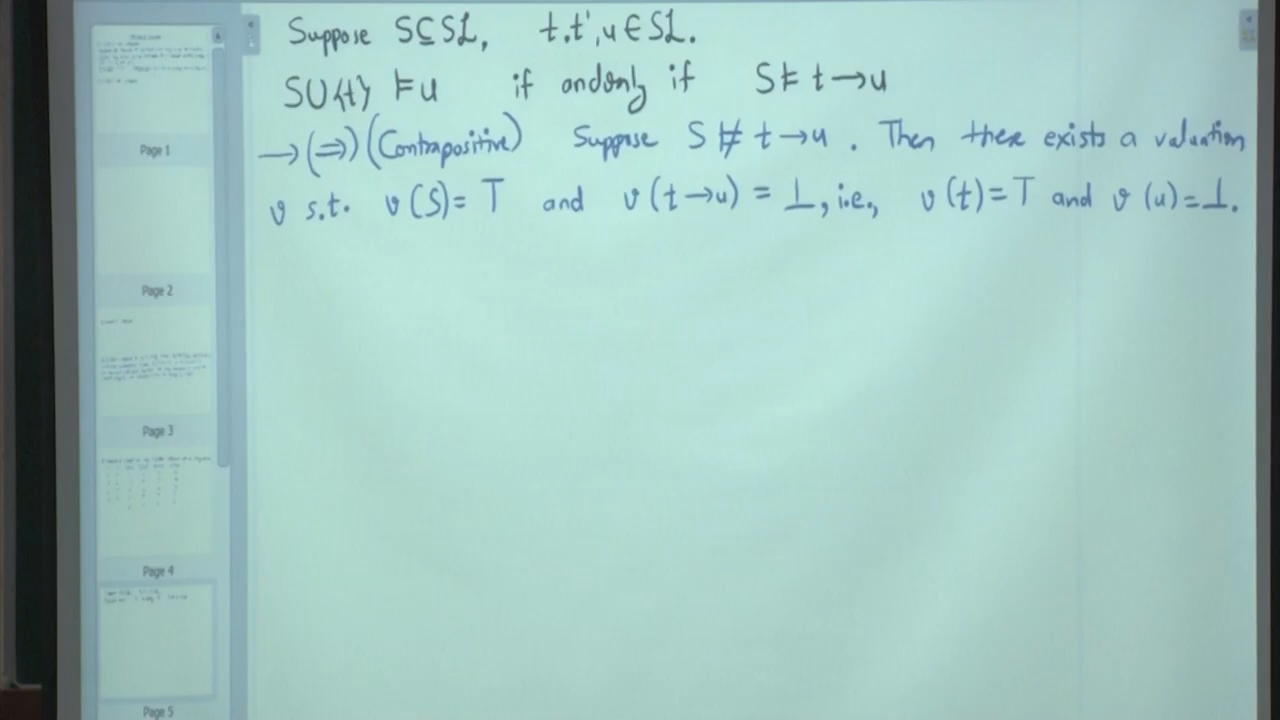 Suppose S⊆SL, t,t',u∈SL.
S∪{t} ⊨u if and only if S⊨ t→u
→(⇒)(Contrapositive) Suppose S ⊭ t→u . Then there exists a valuation
v s.t. v(S)= T and v(t→u) = ⊥, i.e., v(t)=T and v(u)=⊥.
Page 1
Page 2
Page 3
Page 4
Page 5